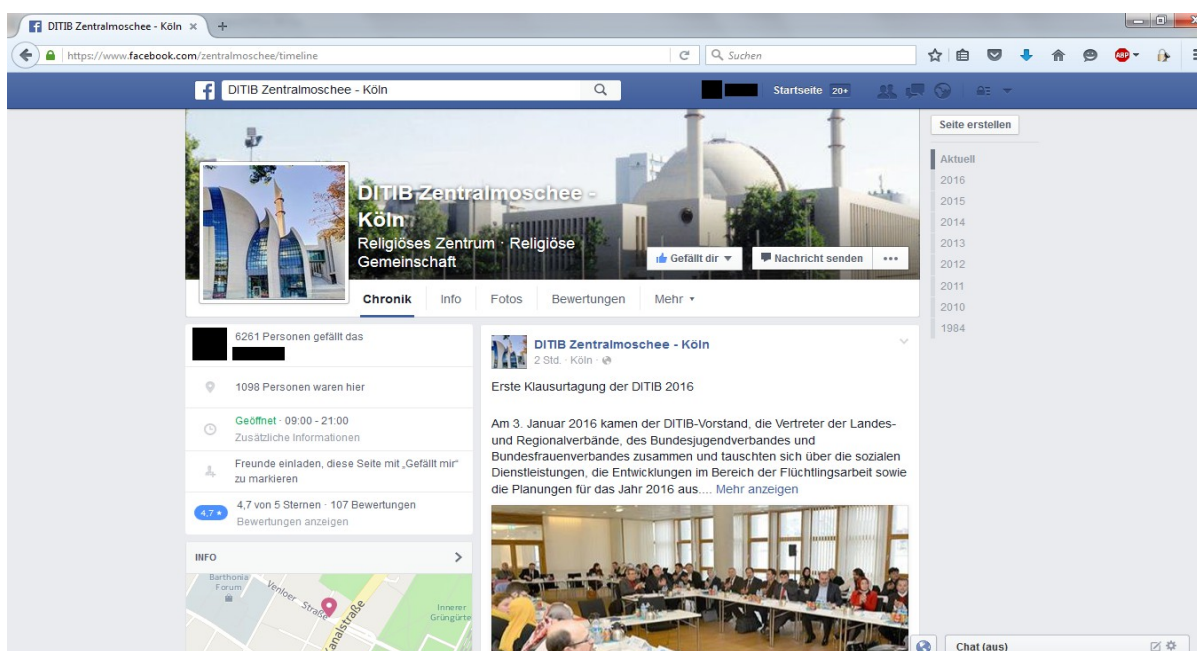 DITIB Zentralmoschee - Köln
https://www.facebook.com/zentralmoschee/timeline
Suchen
ABP
DITIB Zentralmoschee - Köln
Startseite 20+
DITIB Zentralmoschee -
Köln
Religiöses Zentrum · Religiöse
Gemeinschaft
Gefällt dir
Nachricht senden
Chronik Info Fotos Bewertungen Mehr
Seite erstellen
Aktuell
2016
2015
2014
2013
2012
2011
2010
1984
6261 Personen gefällt das
1098 Personen waren hier
Geöffnet · 09:00 - 21:00
Zusätzliche Informationen
Freunde einladen, diese Seite mit „Gefällt mir“
zu markieren
4,7
4,7 von 5 Sternen · 107 Bewertungen
Bewertungen anzeigen
INFO
Barthonia
Forum
Venloer Straße
Innerer
Grüngürte
analstraße
DITIB Zentralmoschee - Köln
2 Std. · Köln ·
Erste Klausurtagung der DITIB 2016
Am 3. Januar 2016 kamen der DITIB-Vorstand, die Vertreter der Landes-
und Regionalverbände, des Bundesjugendverbandes und
Bundesfrauenverbandes zusammen und tauschten sich über die sozialen
Dienstleistungen, die Entwicklungen im Bereich der Flüchtlingsarbeit sowie
die Planungen für das Jahr 2016 aus.... Mehr anzeigen
Chat (aus)